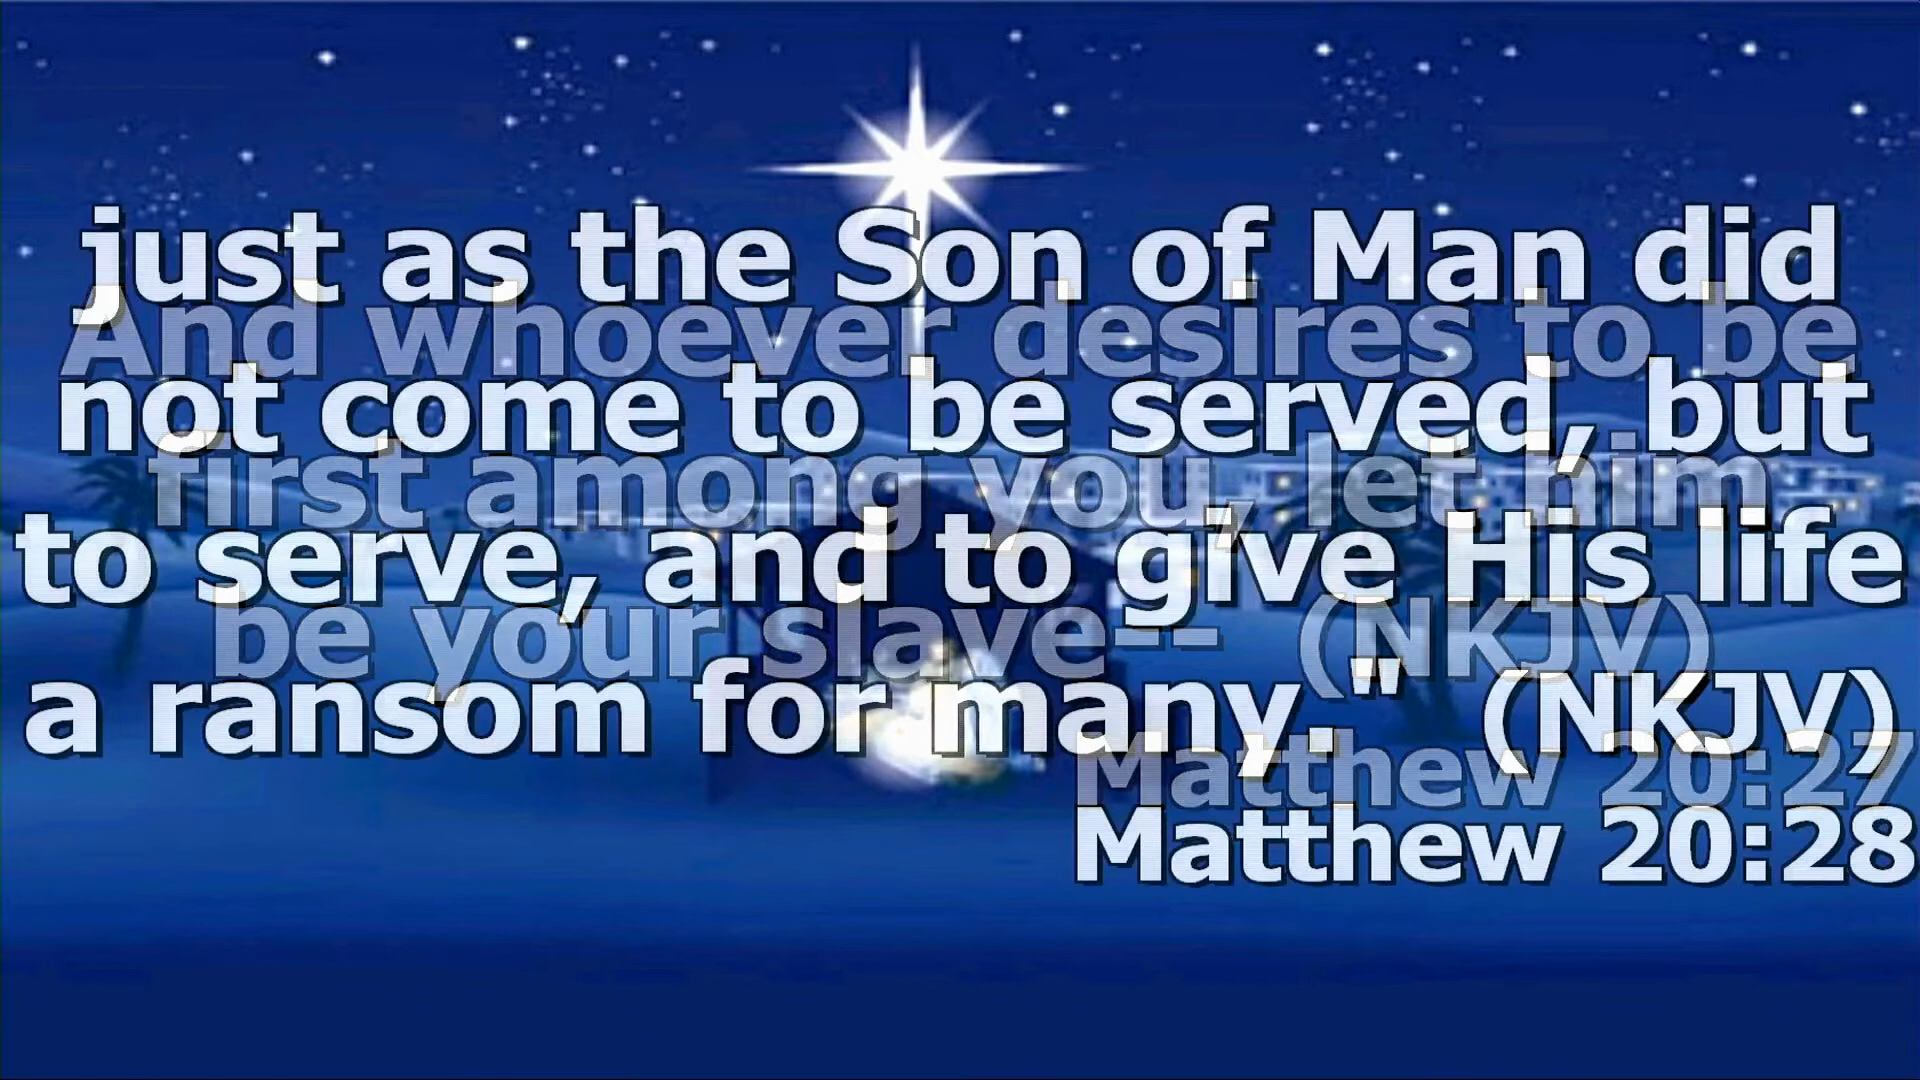 just as the Son of Man did
not come to be served, but
to serve, and to give His life
a ransom for many." (NKJV)
Matthew 20:28
And whoever desires to be
first among you, let him
be your slave-- (NKJV)
Matthew 20:27